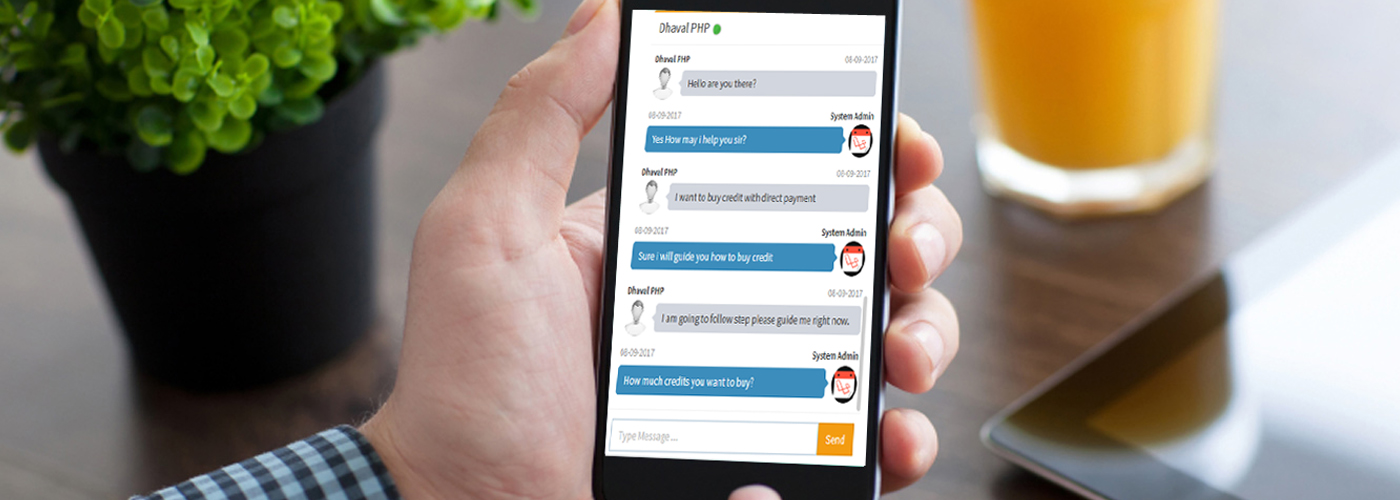 Dhaval PHP
Dhaval PHP 08-09-2017
Hello are you there?
08-09-2017 System Admin
Yes How may i help you sir?
Dhaval PHP 08-09-2017
I want to buy credit with direct payment
08-09-2017 System Admin
Sure i will guide you how to buy credit
Dhaval PHP 08-09-2017
I am going to follow step please guide me right now.
08-09-2017 System Admin
How much credits you want to buy?
Type Message ... Send